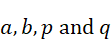 a, b, p and q